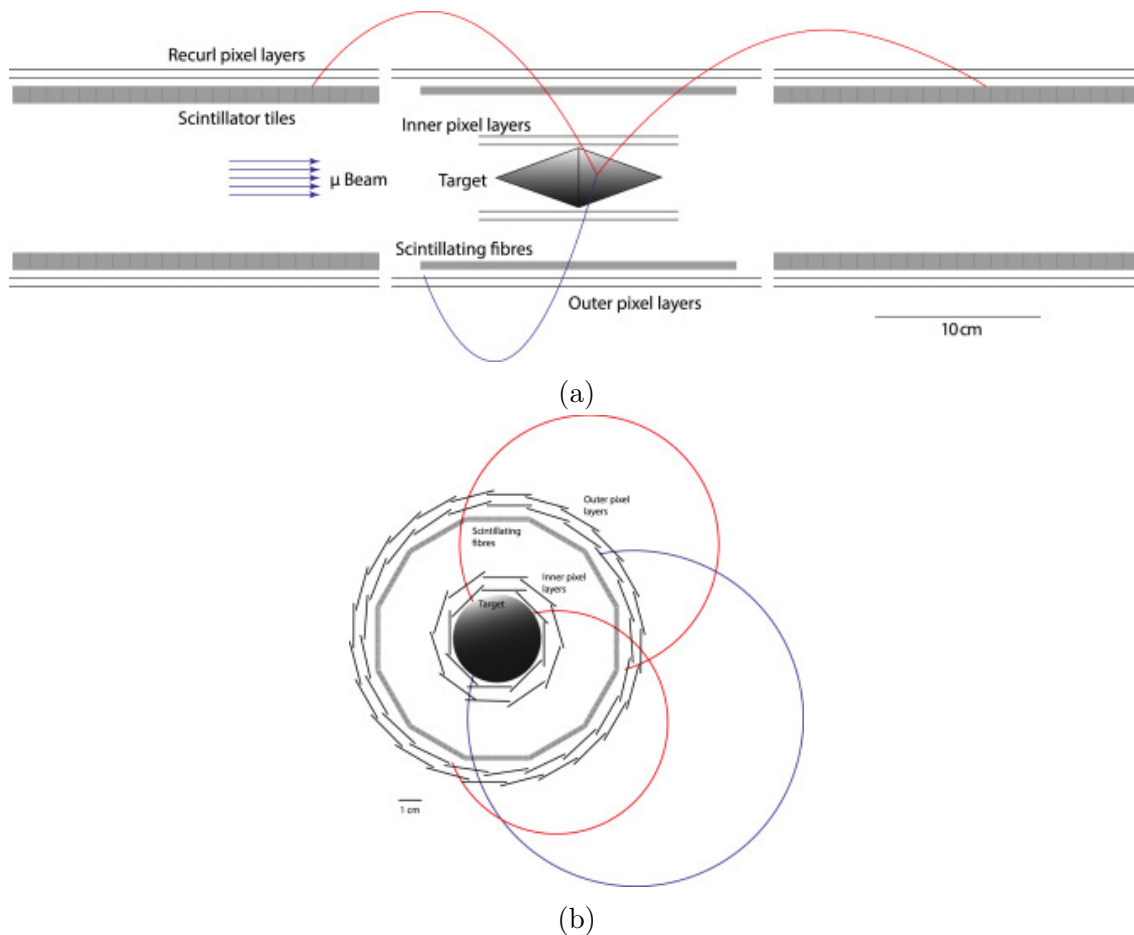 Recurl pixel layers
Scintillator tiles
Inner pixel layers
μ Beam
Target
Scintillating fibres
Outer pixel layers
10 cm
(a)
Outer pixel
layers
Scintillating
fibres
Inner pixel
layers
Target
1 cm
(b)